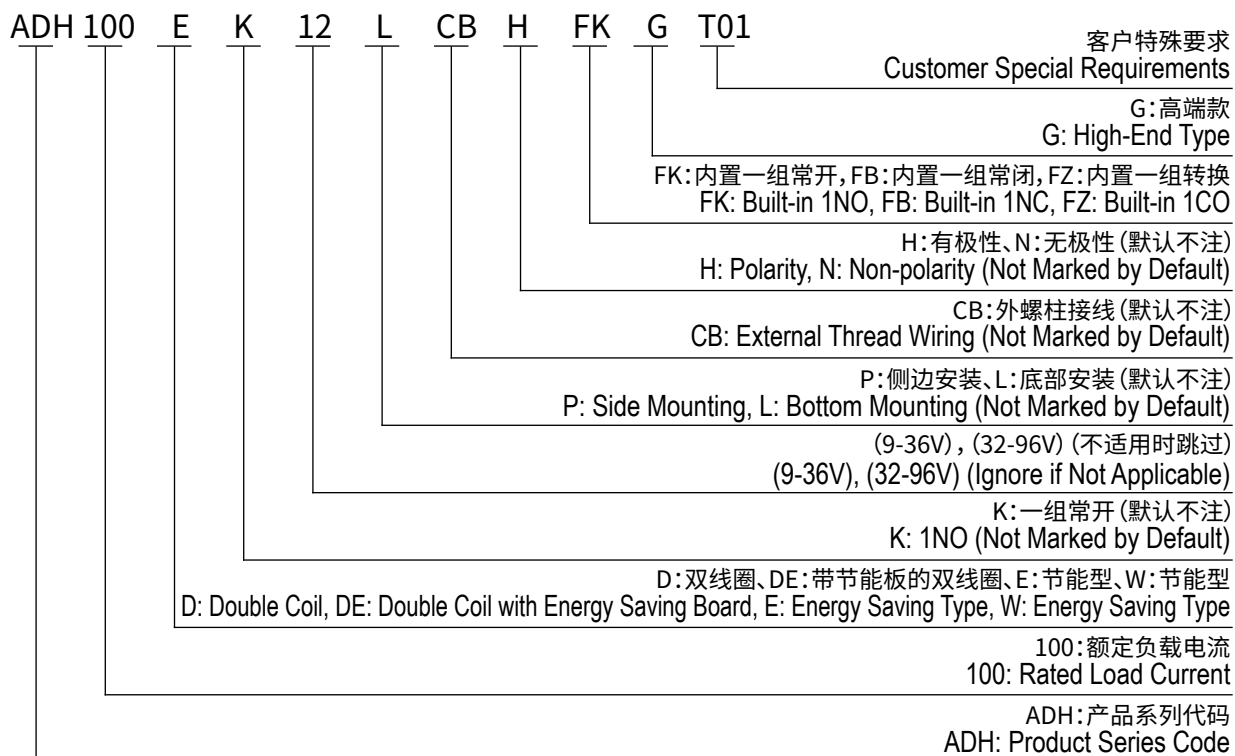 ADH 100 E K 12 L CB H FK G T01
客户特殊要求
Customer Special Requirements
G:高端款
G: High-End Type
FK:内置一组常开,FB:内置一组常闭,FZ:内置一组转换
FK: Built-in 1NO, FB: Built-in 1NC, FZ: Built-in 1CO
H:有极性、N:无极性(默认不注)
H: Polarity, N: Non-polarity (Not Marked by Default)
CB:外螺柱接线(默认不注)
CB: External Thread Wiring (Not Marked by Default)
P:侧边安装、L:底部安装(默认不注)
P: Side Mounting, L: Bottom Mounting (Not Marked by Default)
(9-36V),(32-96V)(不适用时跳过)
(9-36V), (32-96V) (Ignore if Not Applicable)
K:一组常开(默认不注)
K: 1NO (Not Marked by Default)
D:双线圈、DE:带节能板的双线圈、E:节能型、W:节能型
D: Double Coil, DE: Double Coil with Energy Saving Board, E: Energy Saving Type, W: Energy Saving Type
100:额定负载电流
100: Rated Load Current
ADH:产品系列代码
ADH: Product Series Code